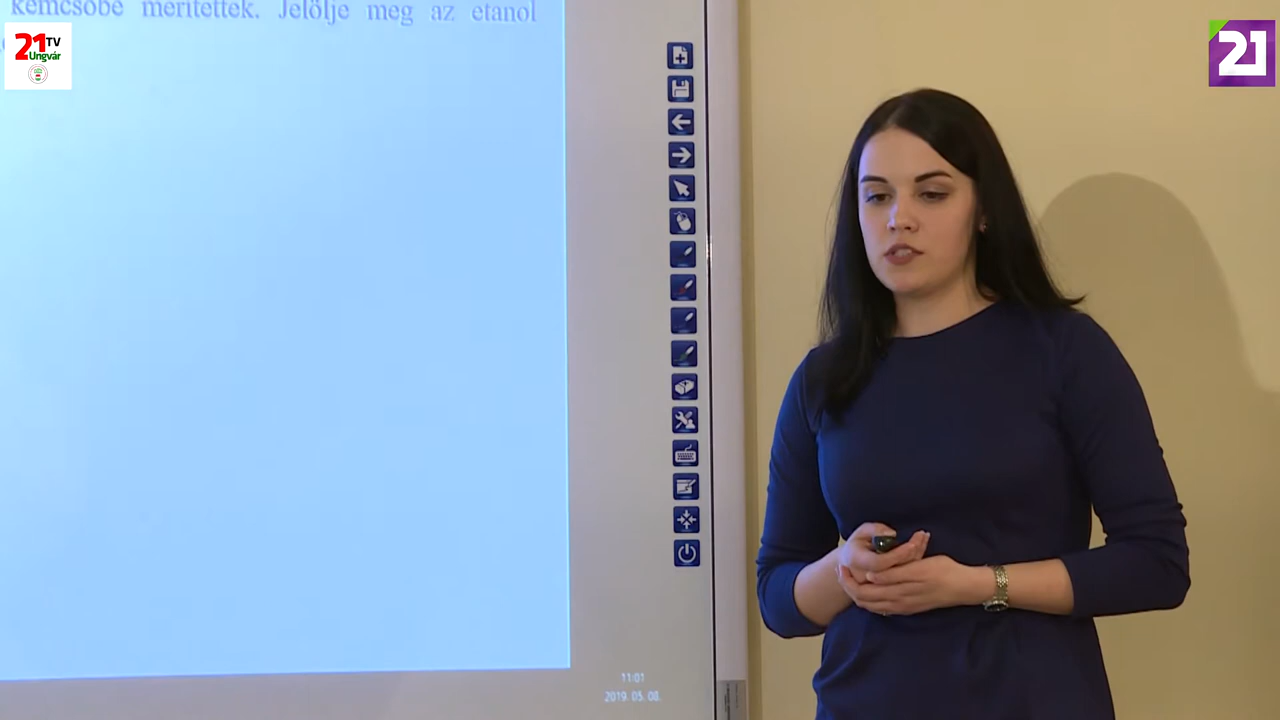 kémcsőbe merítettek. Jelölje meg az etanol
21 TV
Ungvár
21
11:01
2019. 05. 08.